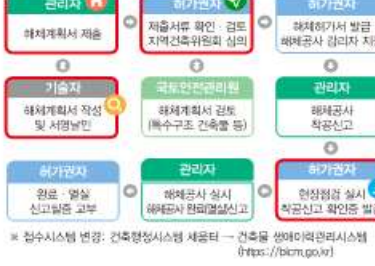 관리자
해체계획서 제출
허가권자
제출서류 확인 · 검토
지역건축위원회 심의
허가권자
해체허가서 발급
해체공사 감리자 지
기술자
해체계획서 작성
및 서명날인
국토안전관리원
해체계획서 검토
(특수구조 건축물 등)
관리자
해체공사
착공신고
허가권자
완료 · 멸실
신고필증 교부
관리자
해체공사 실시
해체공사 완료(멸실)신고
허가권자
현장점검 실시
착공신고 확인증 발
※ 접수시스템 변경: 건축행정시스템 세움터 → 건축물 생애이력관리시스템
(https://blcm.go.kr)